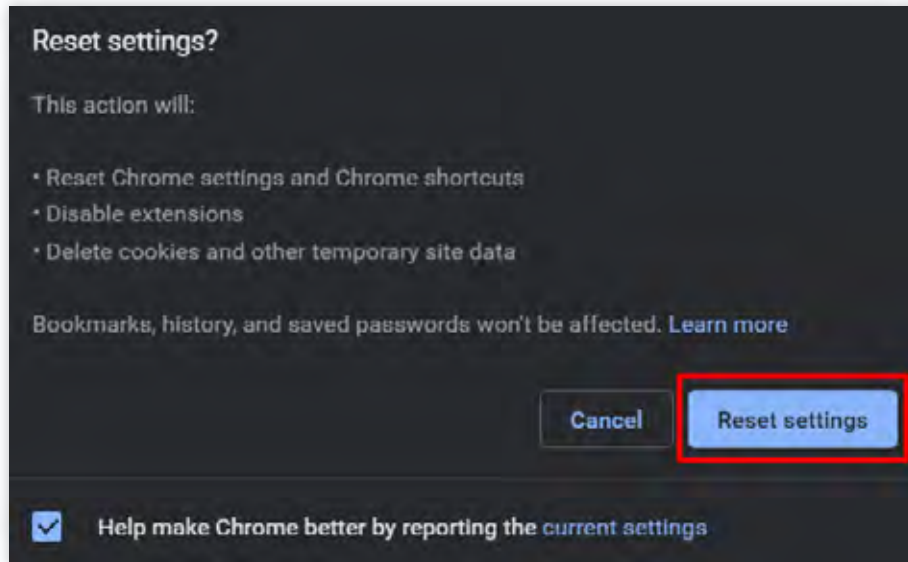 Reset settings?
This action will:
• Reset Chrome settings and Chrome shortcuts
• Disable extensions
• Delete cookies and other temporary site data
Bookmarks, history, and saved passwords won't be affected. Learn more
Cancel
Reset settings
Help make Chrome better by reporting the current settings